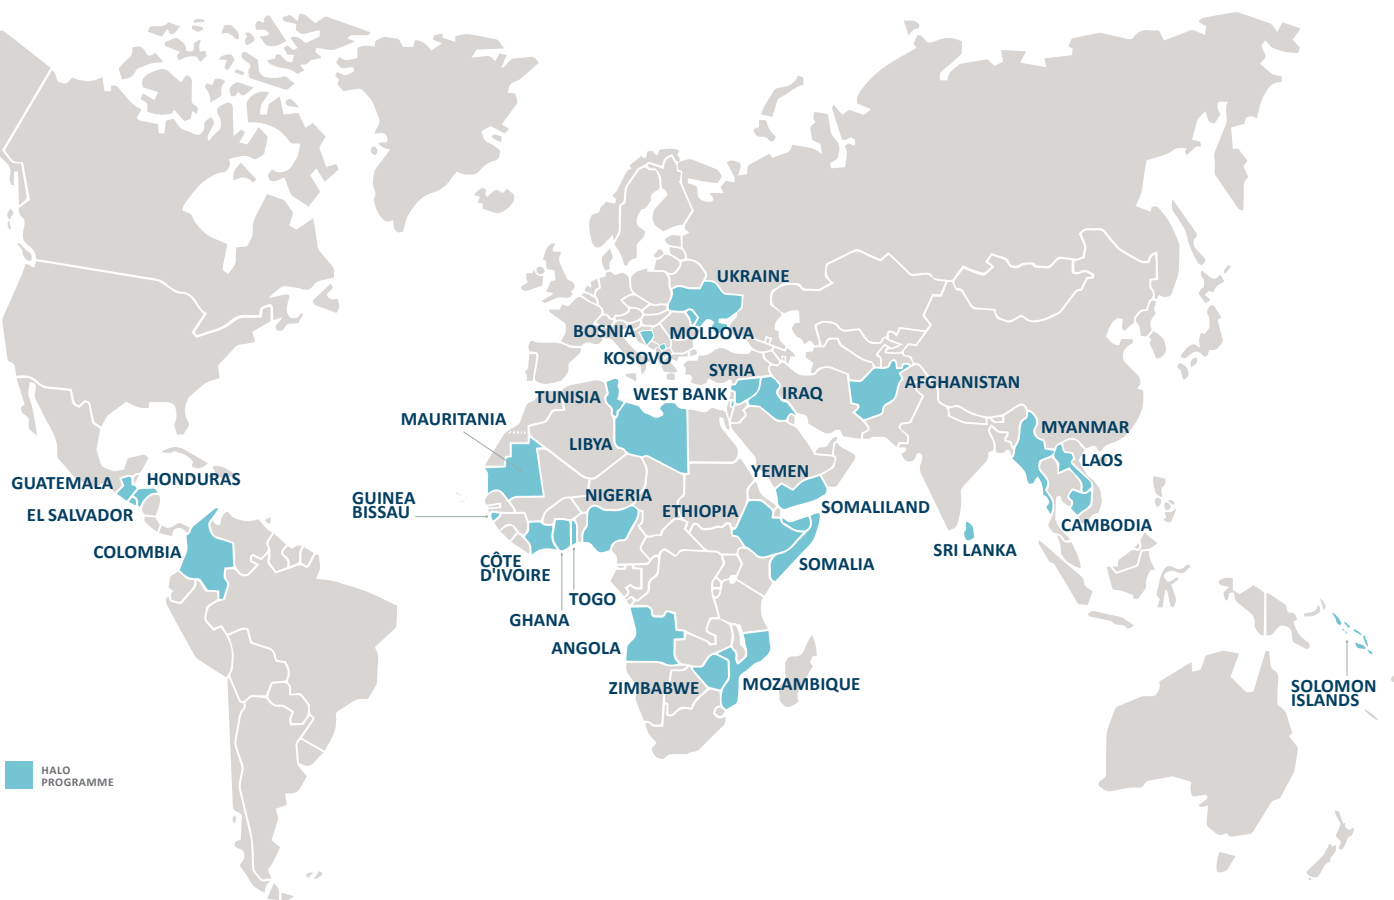 UKRAINE
BOSNIA
MOLDOVA
KOSOVO
SYRIA
AFGHANISTAN
TUNISIA
WEST BANK
IRAQ
MAURITANIA
MYANMAR
LIBYA
LAOS
YEMEN
GUATEMALA
HONDURAS
NIGERIA
GUINEA
BISSAU
ETHIOPIA
SOMALILAND
EL SALVADOR
CAMBODIA
COLOMBIA
SRI LANKA
CÔTE
D'IVOIRE
SOMALIA
TOGO
GHANA
ANGOLA
ZIMBABWE
MOZAMBIQUE
SOLOMON
ISLANDS
HALO
PROGRAMME